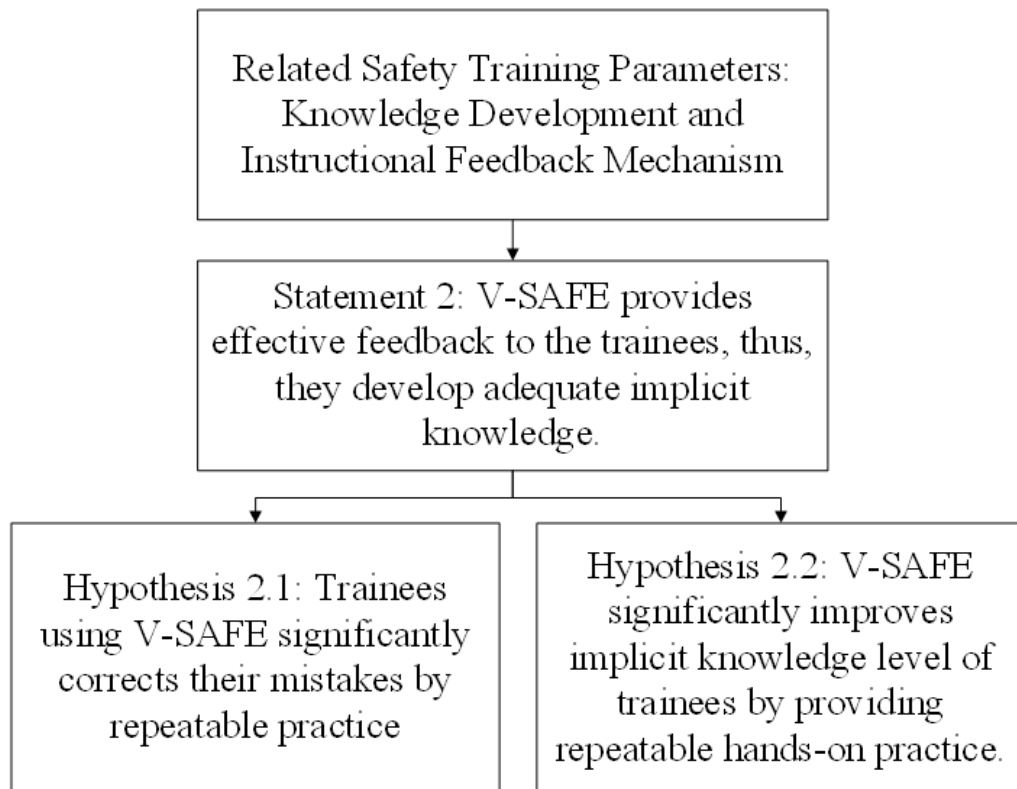 Related Safety Training Parameters:
Knowledge Development and
Instructional Feedback Mechanism
Statement 2: V-SAFE provides
effective feedback to the trainees, thus,
they develop adequate implicit
knowledge.
Hypothesis 2.1: Trainees
using V-SAFE significantly
corrects their mistakes by
repeatable practice
Hypothesis 2.2: V-SAFE
significantly improves
implicit knowledge level of
trainees by providing
repeatable hands-on practice.